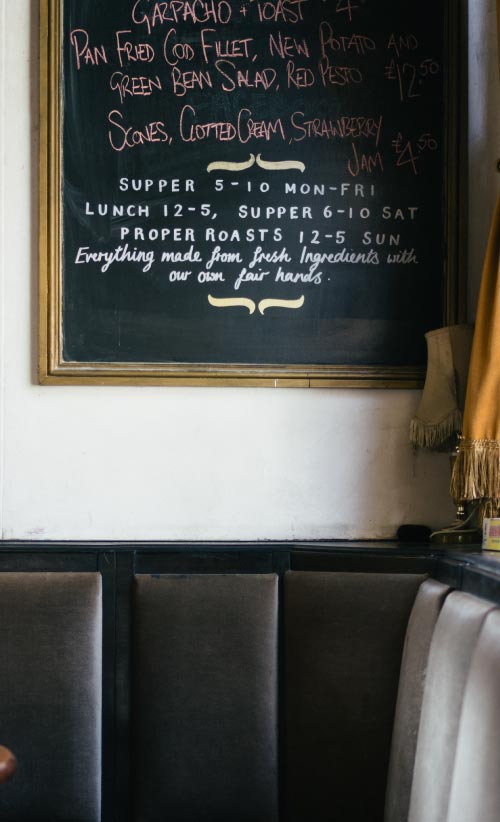 GAZPACHO + TOAST 4
PAN FRIED COD FILLET, NEW POTATO AND
GREEN BEAN SALAD, RED PESTO £12.50
SCONES, CLOTTED CREAM, STRAWBERRY
JAM £4.50
SUPPER 5-10 MON-FRI
LUNCH 12-5, SUPPER 6-10 SAT
PROPER ROASTS 12-5 SUN
Everything made from fresh Ingredients with
our own fair hands.